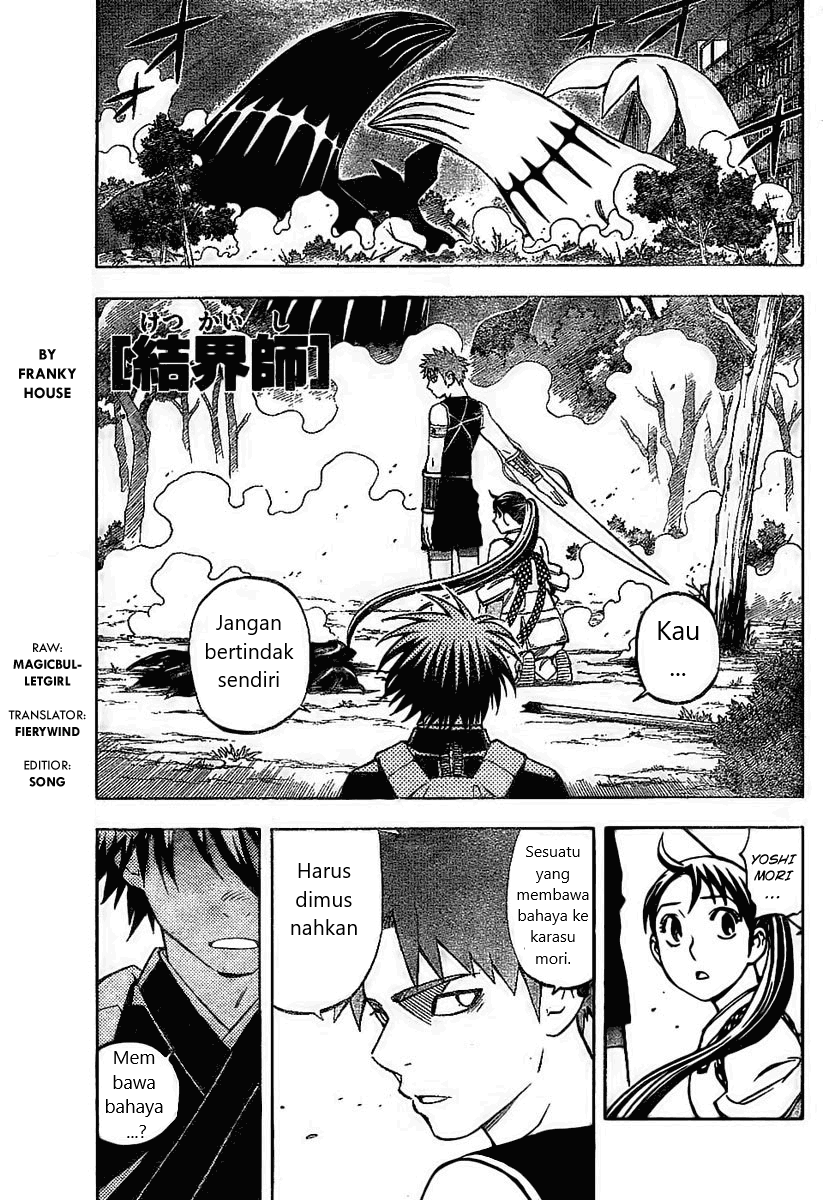 けっかいし
[結界師]
BY
FRANKY
HOUSE
RAW:
MAGICBUL-
LETGIRL
TRANSLATOR:
FIERYWIND
EDITIOR:
SONG
Kau
...
Jangan
bertindak
sendiri
YOSHI
MORI
...
Sesuatu
yang
membawa
bahaya ke
karasu
mori.
Harus
dimus
nahkan
Mem
bawa
bahaya
...?